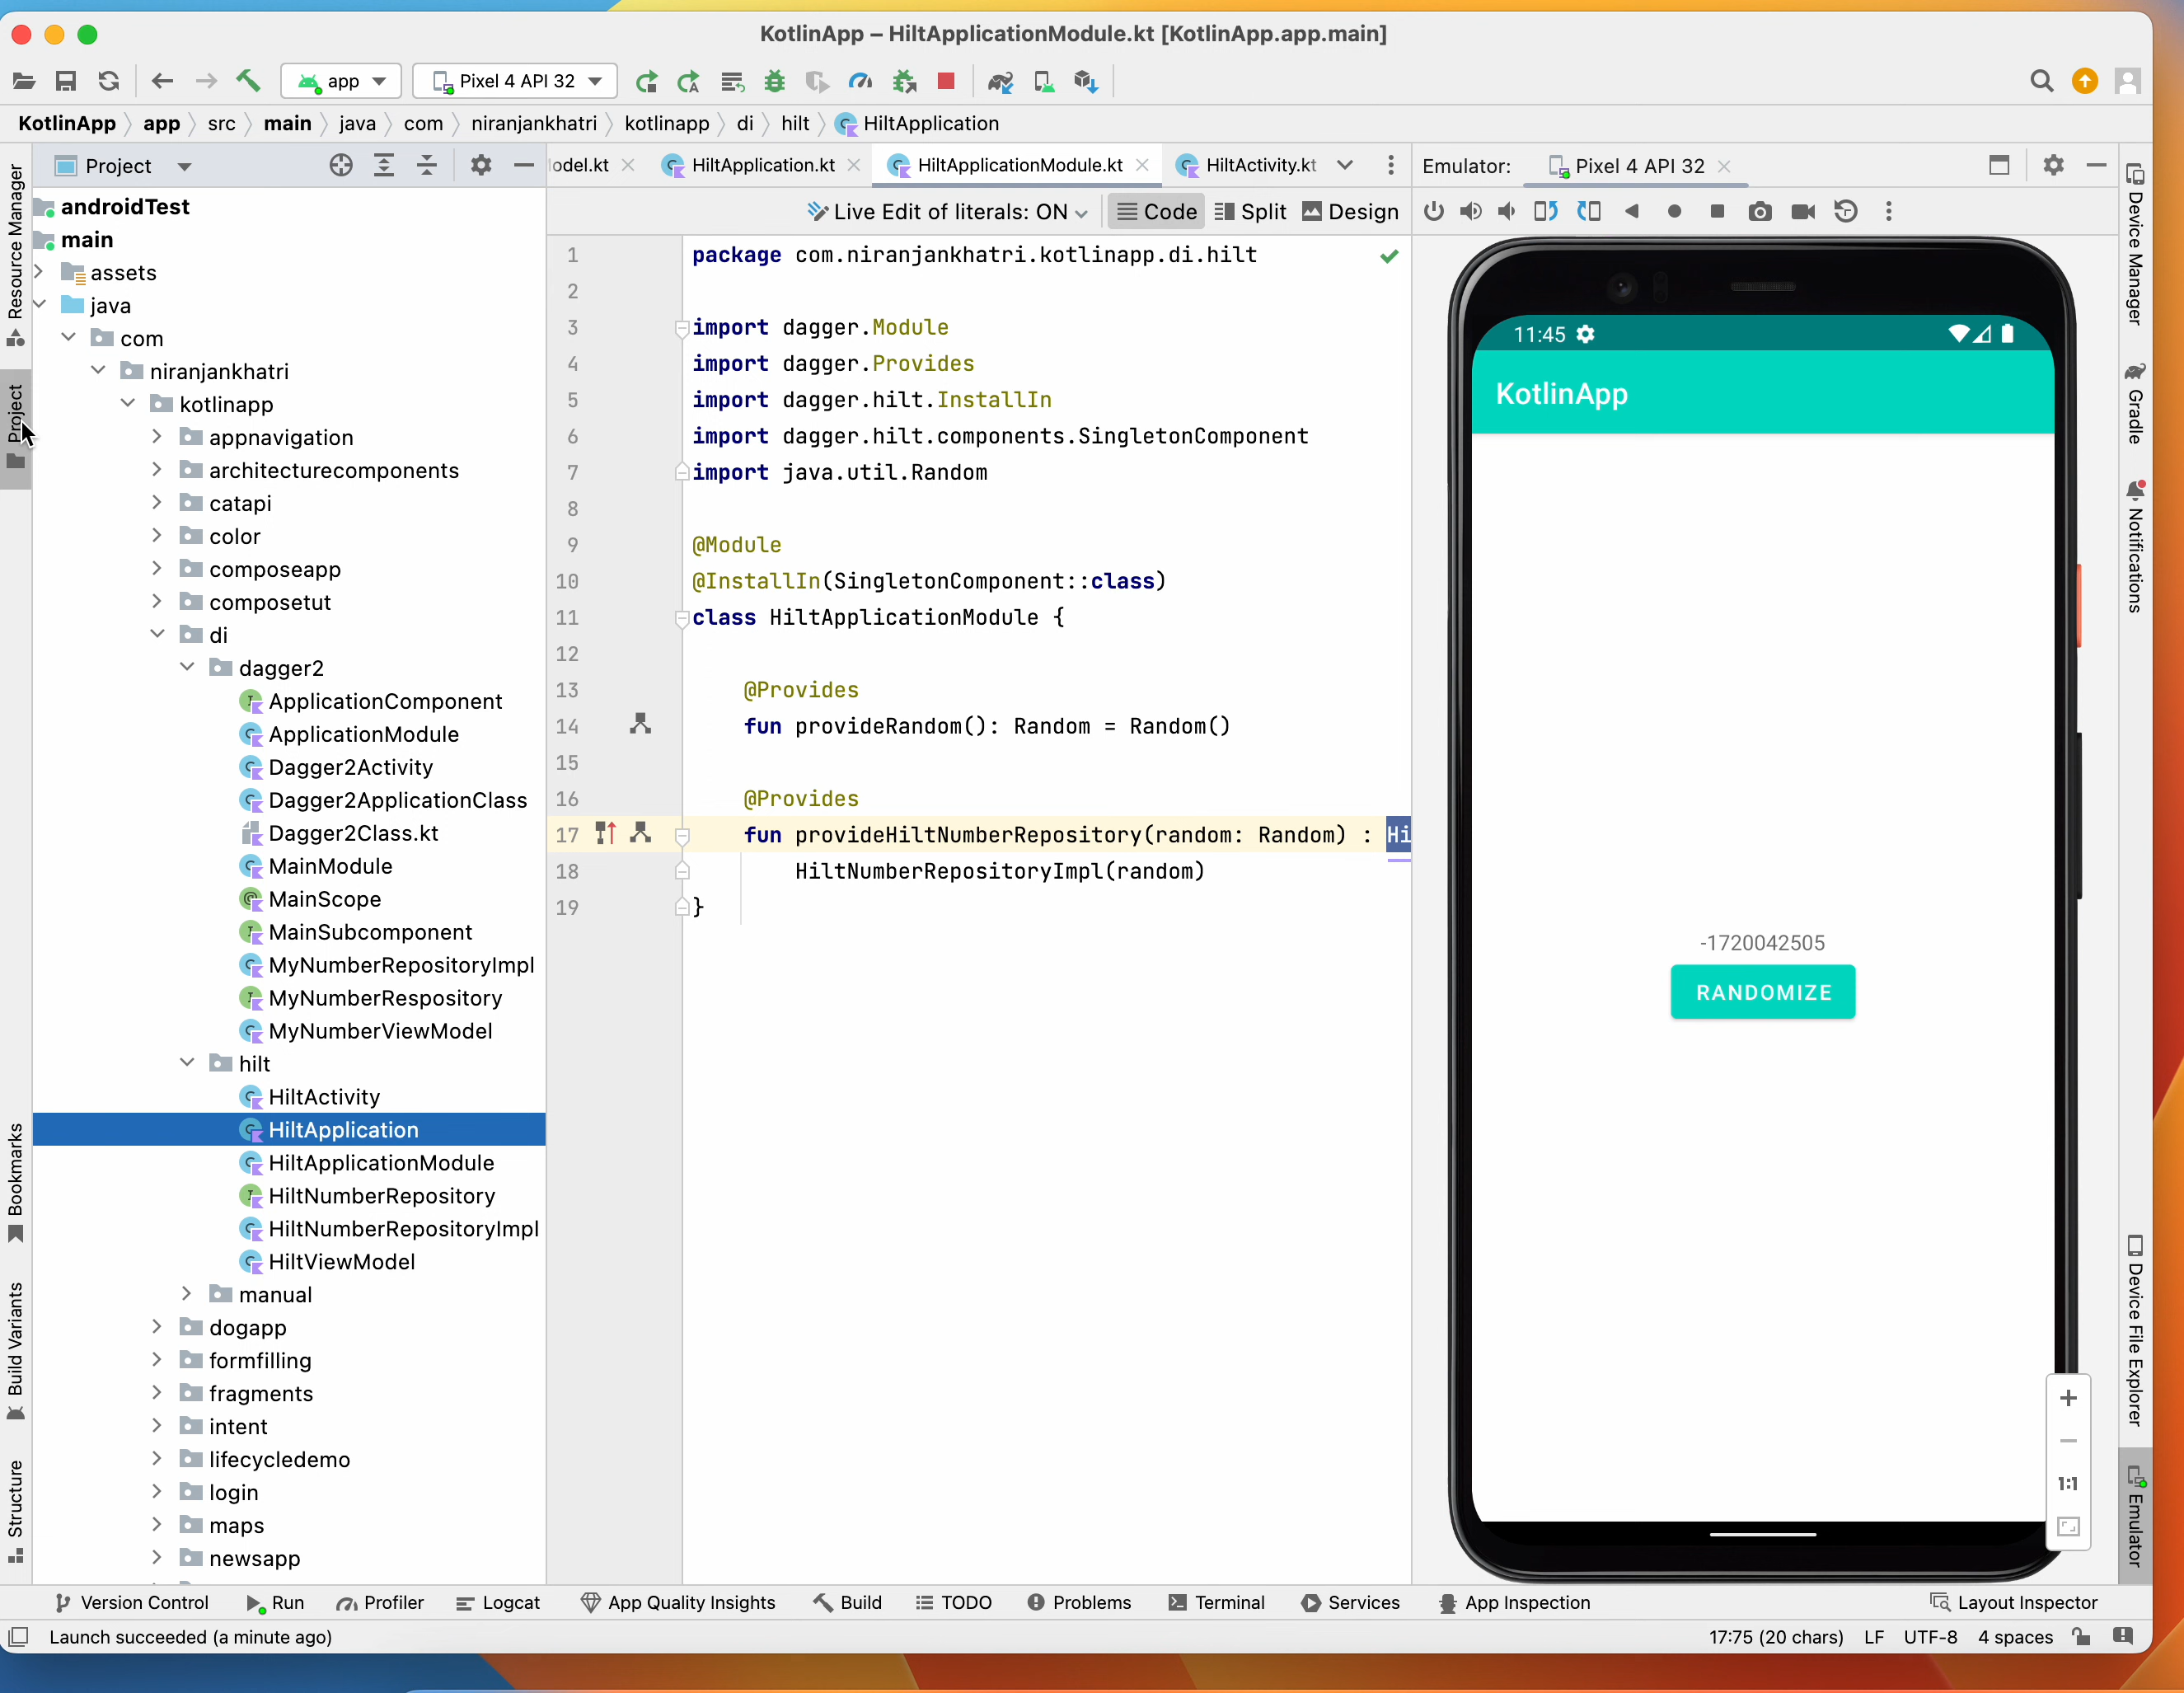 KotlinApp – HiltApplicationModule.kt [KotlinApp.app.main]
app
Pixel 4 API 32
KotlinApp app src main java com niranjankhatri kotlinapp di hilt HiltApplication
Project
odel.kt
HiltApplication.kt
HiltApplicationModule.kt
HiltActivity.kt
Emulator:
Pixel 4 API 32
Live Edit of literals: ON
Code
Split
Design
Resource Manager
Project
Bookmarks
Build Variants
Structure
androidTest
main
assets
java
com
niranjankhatri
kotlinapp
appnavigation
architecturecomponents
catapi
color
composeapp
composetut
di
dagger2
ApplicationComponent
ApplicationModule
Dagger2Activity
Dagger2ApplicationClass
Dagger2Class.kt
MainModule
MainScope
MainSubcomponent
MyNumberRepositoryImpl
MyNumberRespository
MyNumberViewModel
hilt
HiltActivity
HiltApplication
HiltApplicationModule
HiltNumberRepository
HiltNumberRepositoryImpl
HiltViewModel
manual
dogapp
formfilling
fragments
intent
lifecycledemo
login
maps
newsapp
1 package com.niranjankhatri.kotlinapp.di.hilt
2
3 import dagger.Module
4 import dagger.Provides
5 import dagger.hilt.InstallIn
6 import dagger.hilt.components.SingletonComponent
7 import java.util.Random
8
9 @Module
10 @InstallIn(SingletonComponent::class)
11 class HiltApplicationModule {
12
13 @Provides
14 fun provideRandom(): Random = Random()
15
16 @Provides
17 fun provideHiltNumberRepository(random: Random) : Hi
18 HiltNumberRepositoryImpl(random)
19 }
11:45
KotlinApp
-1720042505
RANDOMIZE
1:1
Device Manager
Gradle
Notifications
Device File Explorer
Emulator
Version Control
Run
Profiler
Logcat
App Quality Insights
Build
TODO
Problems
Terminal
Services
App Inspection
Layout Inspector
Launch succeeded (a minute ago)
17:75 (20 chars)
LF
UTF-8
4 spaces